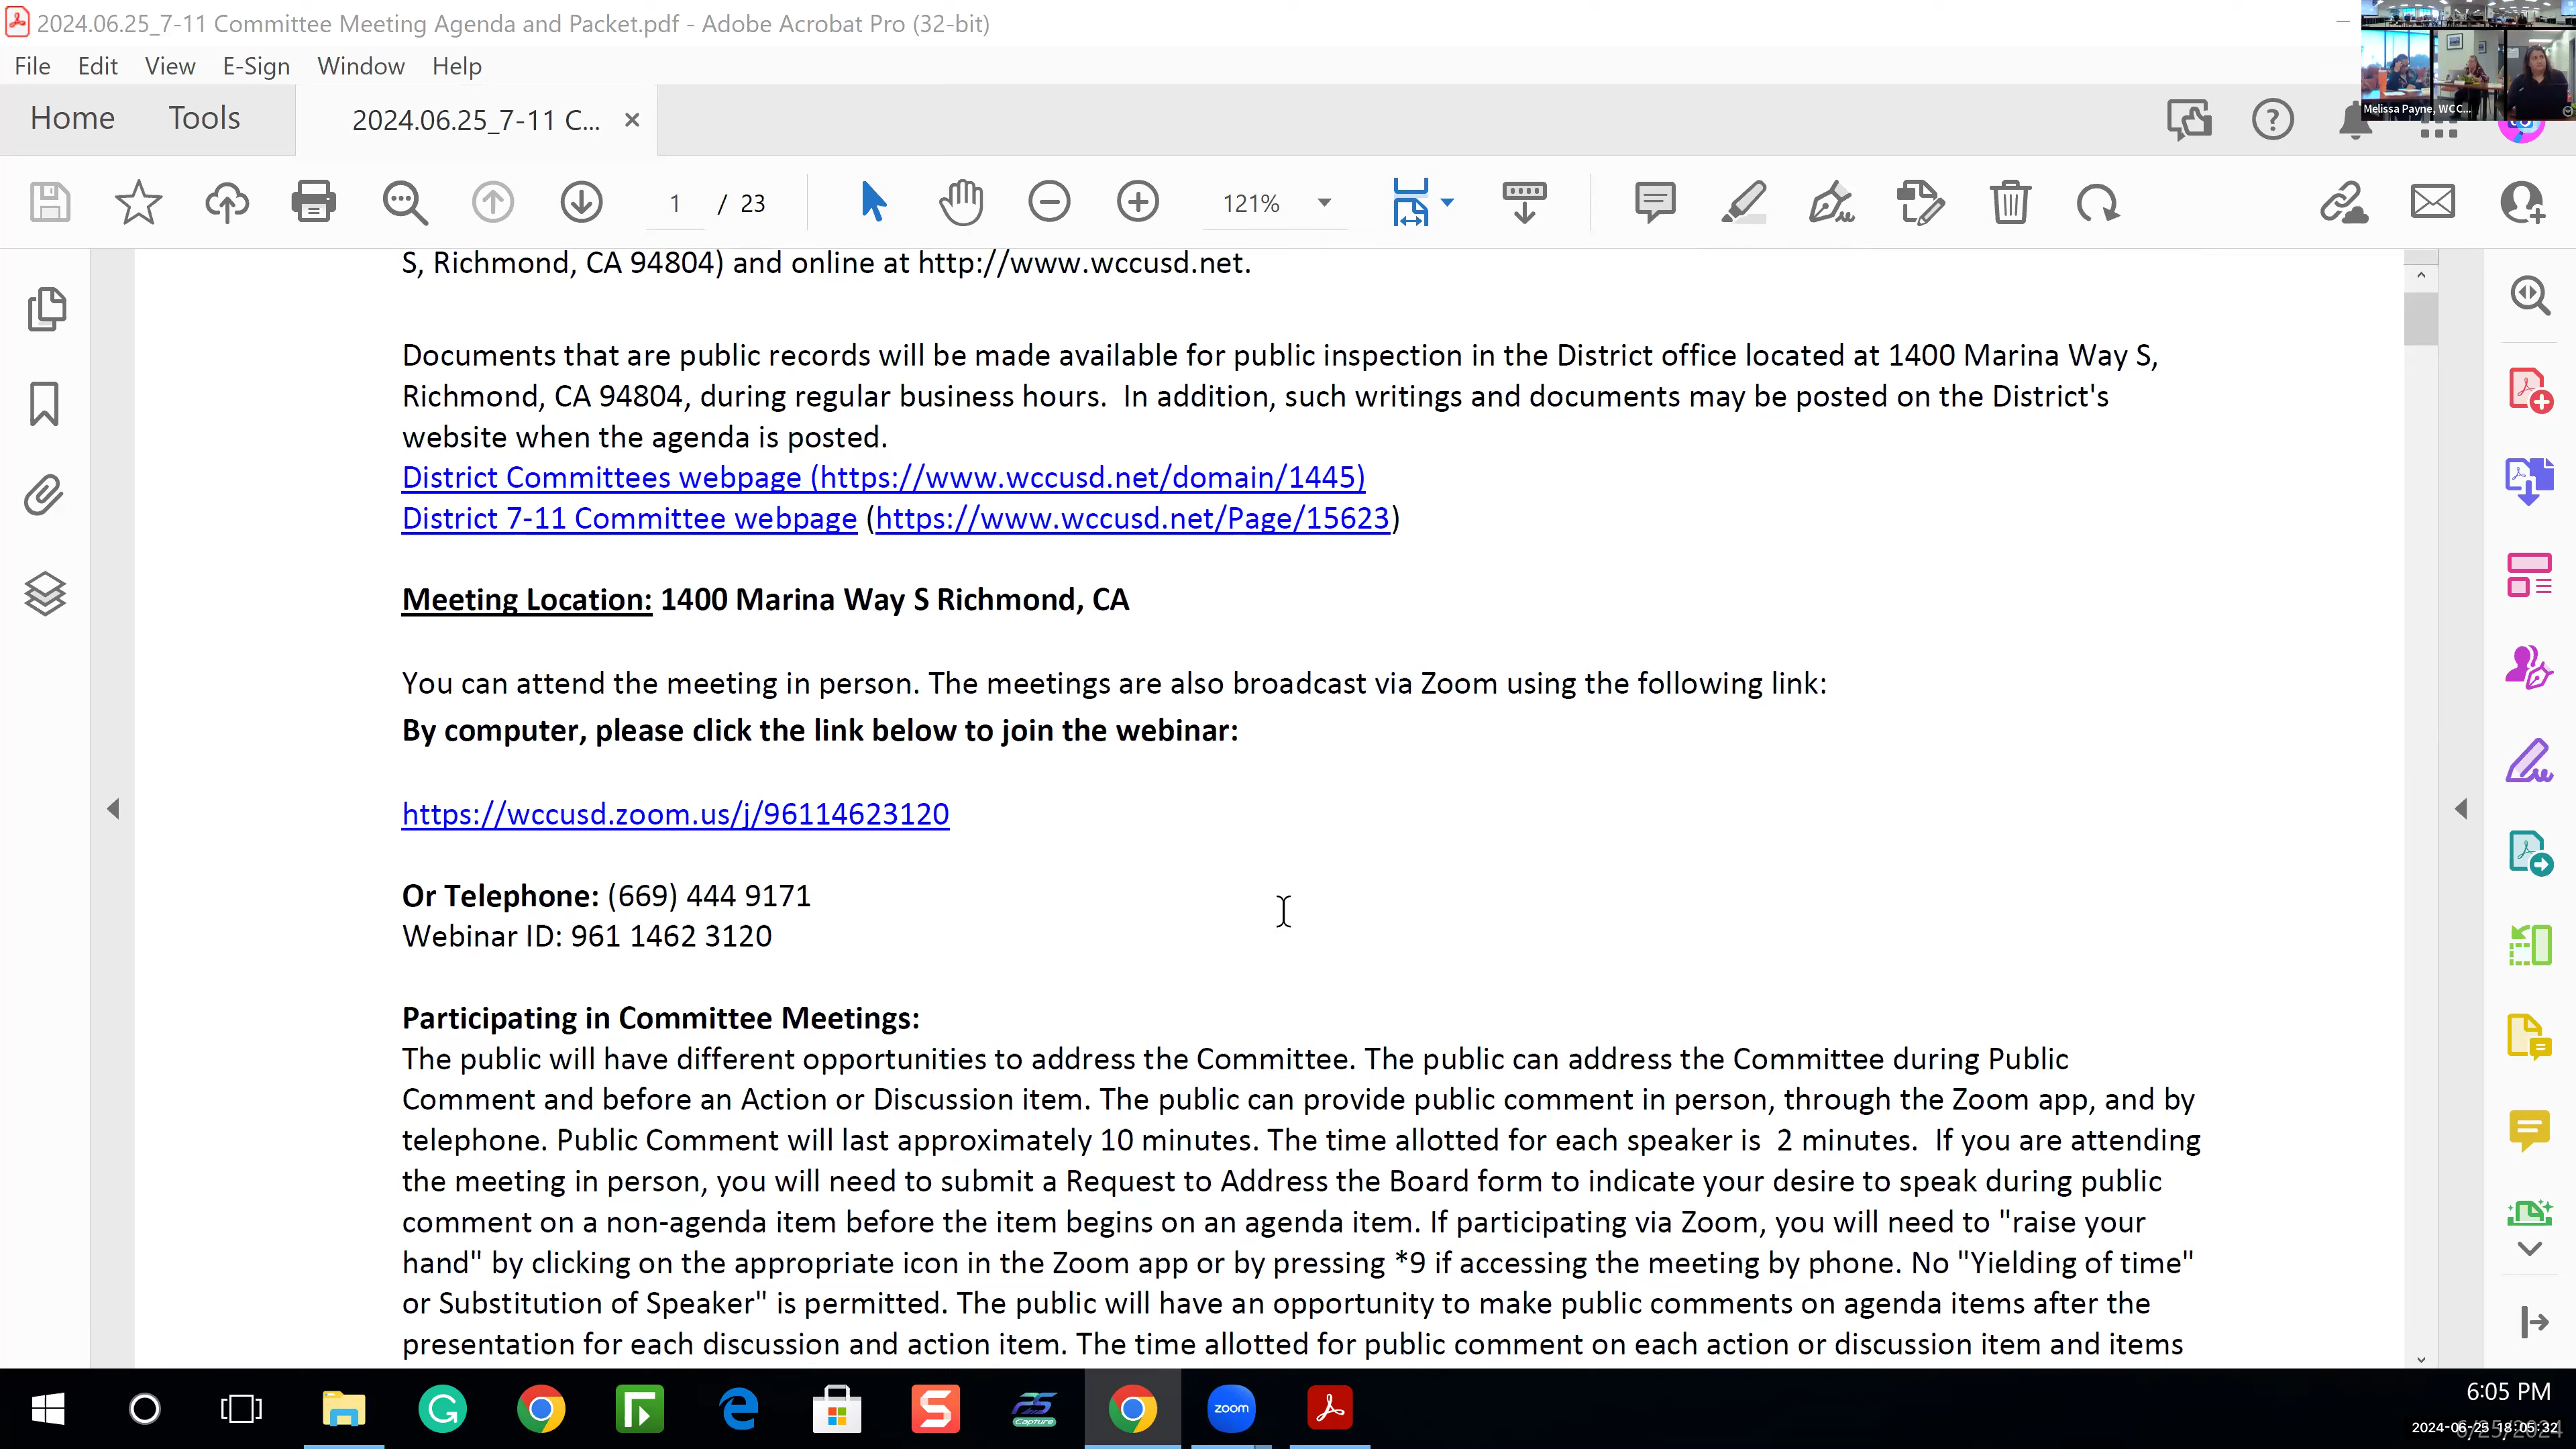 2024.06.25_7-11 Committee Meeting Agenda and Packet.pdf - Adobe Acrobat Pro (32-bit)
File Edit View E-Sign Window Help
Home Tools 2024.06.25_7-11 C... ×
Melissa Payne, WCC...
1 / 23 121%
S, Richmond, CA 94804) and online at http://www.wccusd.net.
Documents that are public records will be made available for public inspection in the District office located at 1400 Marina Way S,
Richmond, CA 94804, during regular business hours.  In addition, such writings and documents may be posted on the District's
website when the agenda is posted.
District Committees webpage (https://www.wccusd.net/domain/1445)
District 7-11 Committee webpage (https://www.wccusd.net/Page/15623)
Meeting Location: 1400 Marina Way S Richmond, CA
You can attend the meeting in person. The meetings are also broadcast via Zoom using the following link:
By computer, please click the link below to join the webinar:
https://wccusd.zoom.us/j/96114623120
Or Telephone: (669) 444 9171
Webinar ID: 961 1462 3120
Participating in Committee Meetings:
The public will have different opportunities to address the Committee. The public can address the Committee during Public
Comment and before an Action or Discussion item. The public can provide public comment in person, through the Zoom app, and by
telephone. Public Comment will last approximately 10 minutes. The time allotted for each speaker is  2 minutes.  If you are attending
the meeting in person, you will need to submit a Request to Address the Board form to indicate your desire to speak during public
comment on a non-agenda item before the item begins on an agenda item. If participating via Zoom, you will need to "raise your
hand" by clicking on the appropriate icon in the Zoom app or by pressing *9 if accessing the meeting by phone. No "Yielding of time"
or Substitution of Speaker" is permitted. The public will have an opportunity to make public comments on agenda items after the
presentation for each discussion and action item. The time allotted for public comment on each action or discussion item and items
Capture
zoom
6:05 PM
6/25/2024
2024-06-25 18:05:32